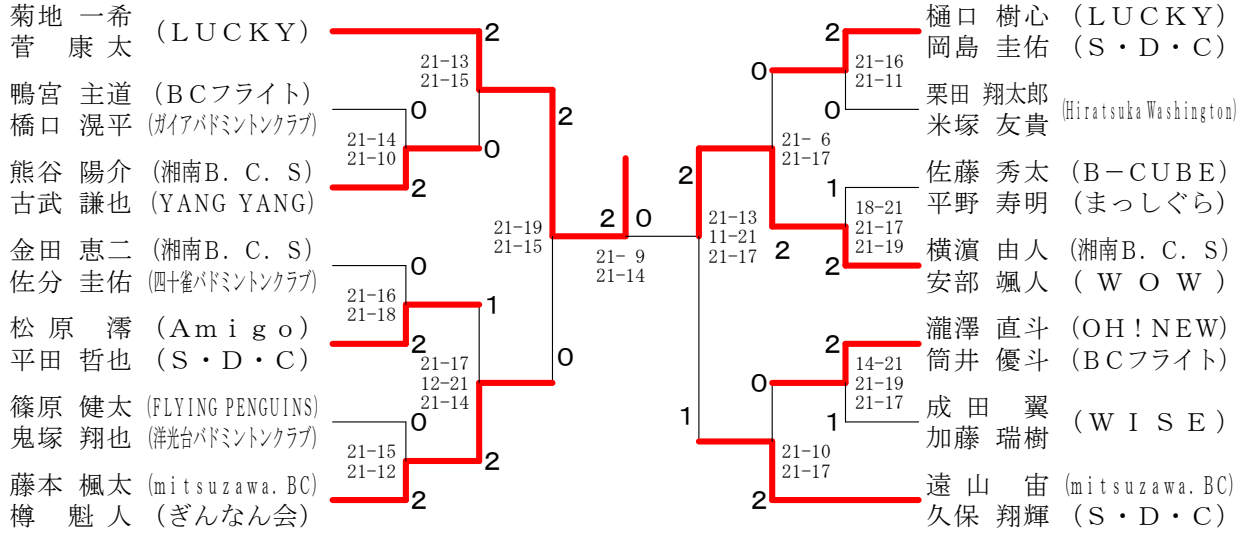 菊地 一希
菅 康太
(LUCKY)
鴨宮 主道 (BCフライト)
橋口 滉平 (ガイアバドミントンクラブ)
熊谷 陽介 (湘南B.C.S)
古武 謙也 (YANG YANG)
金田 恵二 (湘南B.C.S)
佐分 圭佑 (四十雀バドミントンクラブ)
松原 澪 (Amigo)
平田 哲也 (S・D・C)
篠原 健太 (FLYING PENGUINS)
鬼塚 翔也 (洋光台バドミントンクラブ)
藤本 楓太 (mitsuzawa.BC)
樽 魁人 (ぎんなん会)
2
21-13
21-15
0
0
21-14
21-10
2
2
21-19
21-15
0
0
21-16
21-18
2
1
21-17
12-21
21-14
2
0
21-15
21-12
2
2
0
21- 9
21-14
2
21-13
11-21
21-17
1
0
21- 6
21-17
2
2
21-16
21-11
0
1
18-21
21-17
21-19
2
0
21-10
21-17
2
2
14-21
21-19
21-17
1
樋口 樹心 (LUCKY)
岡島 圭佑 (S・D・C)
栗田 翔太郎
米塚 友貴
(Hiratsuka Washington)
佐藤 秀太 (B-CUBE)
平野 寿明 (まっしぐら)
横濵 由人 (湘南B.C.S)
安部 颯人 (WOW)
瀧澤 直斗 (OH!NEW)
筒井 優斗 (BCフライト)
成田 翼
加藤 瑞樹
(WISE)
遠山 宙 (mitsuzawa.BC)
久保 翔輝 (S・D・C)